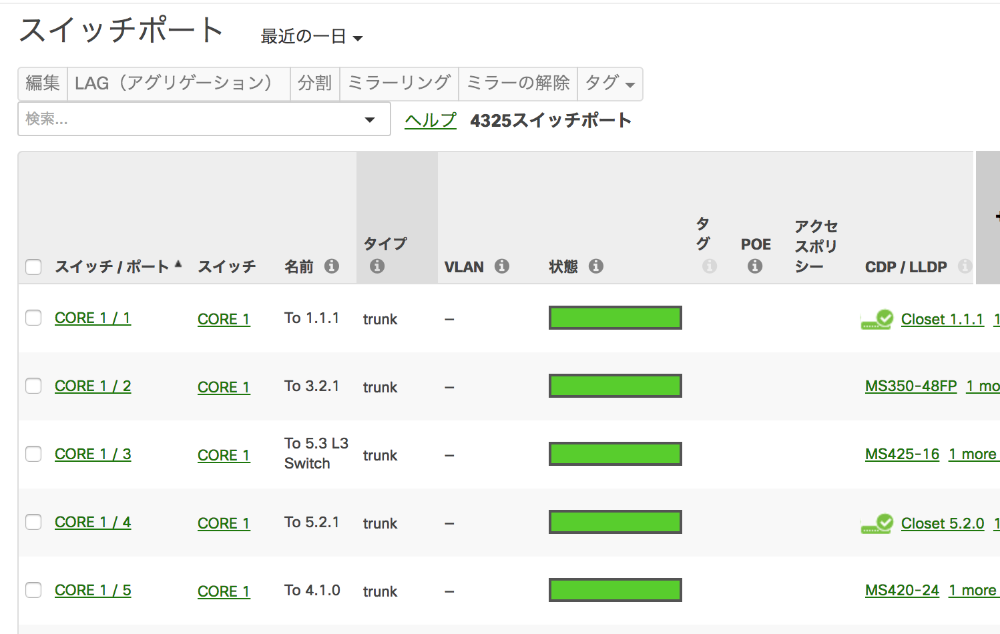 スイッチポート 最近の一日
編集 LAG（アグリゲーション） 分割 ミラーリング ミラーの解除 タグ
検索... ヘルプ 4325スイッチポート
スイッチ / ポート スイッチ 名前 タイプ VLAN 状態 タグ POE アクセスポリシー CDP / LLDP
CORE 1 / 1 CORE 1 To 1.1.1 trunk – Closet 1.1.1 1
CORE 1 / 2 CORE 1 To 3.2.1 trunk – MS350-48FP 1 mo
CORE 1 / 3 CORE 1 To 5.3 L3 Switch trunk – MS425-16 1 more
CORE 1 / 4 CORE 1 To 5.2.1 trunk – Closet 5.2.0 1
CORE 1 / 5 CORE 1 To 4.1.0 trunk – MS420-24 1 more